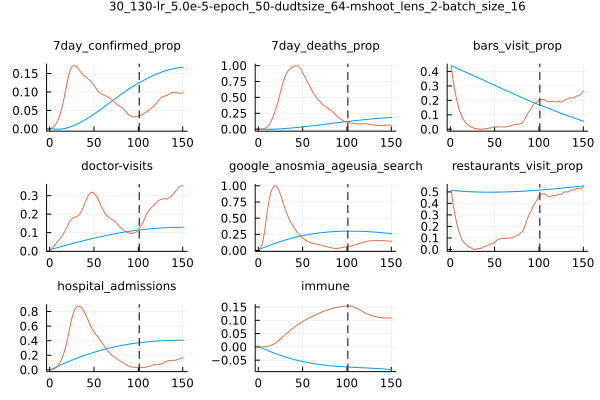 30_130-lr_5.0e-5-epoch_50-dudtsize_64-mshoot_lens_2-batch_size_16
7day_confirmed_prop 7day_deaths_prop bars_visit_prop
0.15 1.00 0.4
0.10 0.75 0.3
0.05 0.50 0.2
0.00 0.25 0.1
0.00 0.0
0 50 100 150 0 50 100 150 0 50 100 150
doctor-visits google_anosmia_ageusia_search restaurants_visit_prop
0.3 1.00 0.5
0.2 0.75 0.4
0.1 0.50 0.3
0.0 0.25 0.2
0.00 0.1
0.0
0 50 100 150 0 50 100 150 0 50 100 150
hospital_admissions immune
0.8 0.15
0.6 0.10
0.4 0.05
0.2 0.00
0.0 −0.05
0 50 100 150 0 50 100 150